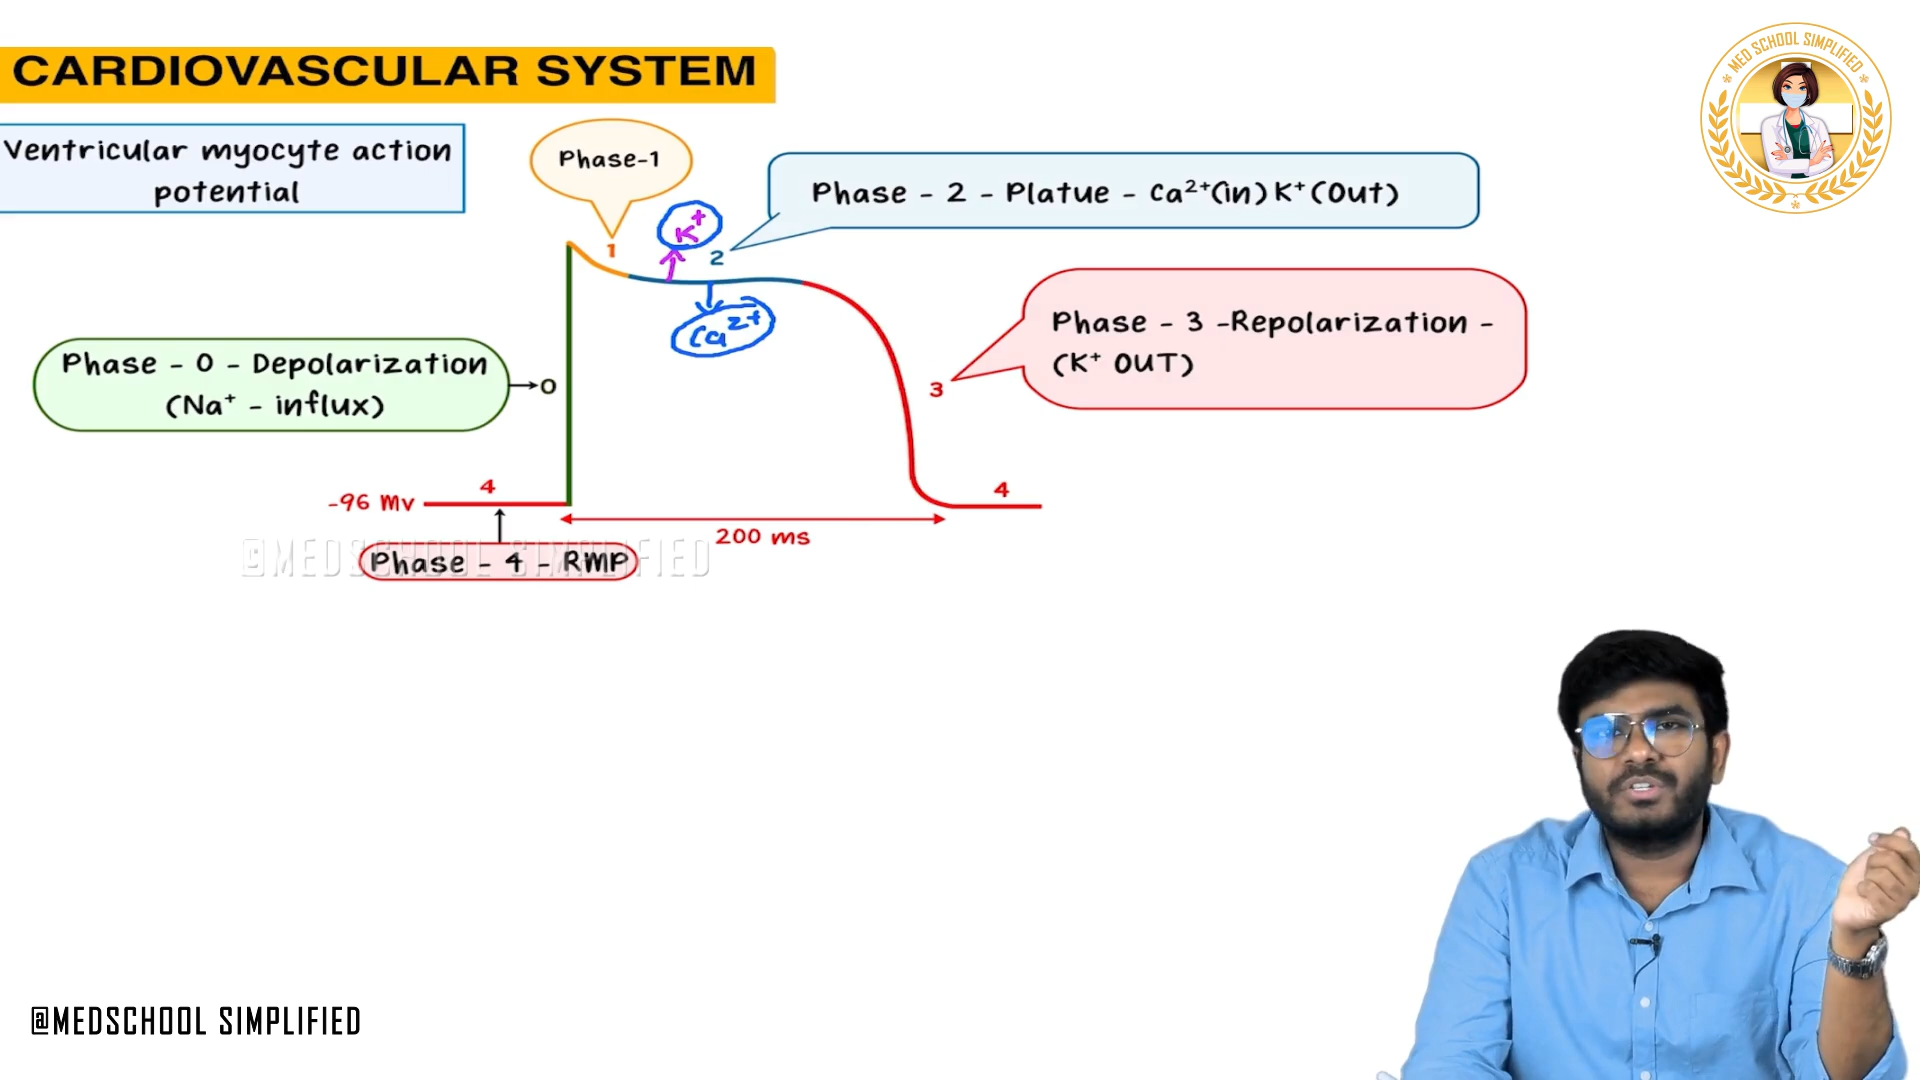 CARDIOVASCULAR SYSTEM
MED SCHOOL SIMPLIFIED
Ventricular myocyte action
potential
Phase-1
Phase - 2 - Platue - Ca²⁺(in) K⁺(Out)
K⁺
1
2
Ca²⁺
Phase - 3 -Repolarization -
(K⁺ OUT)
Phase - 0 - Depolarization
(Na⁺ - influx)
0
3
4
-96 Mv
4
200 ms
@MEDSCHOOL SIMPLIFIED
Phase - 4 - RMP
@MEDSCHOOL SIMPLIFIED